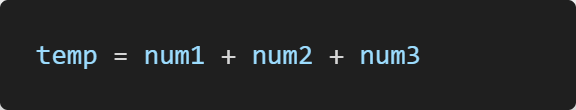 temp = num1 + num2 + num3